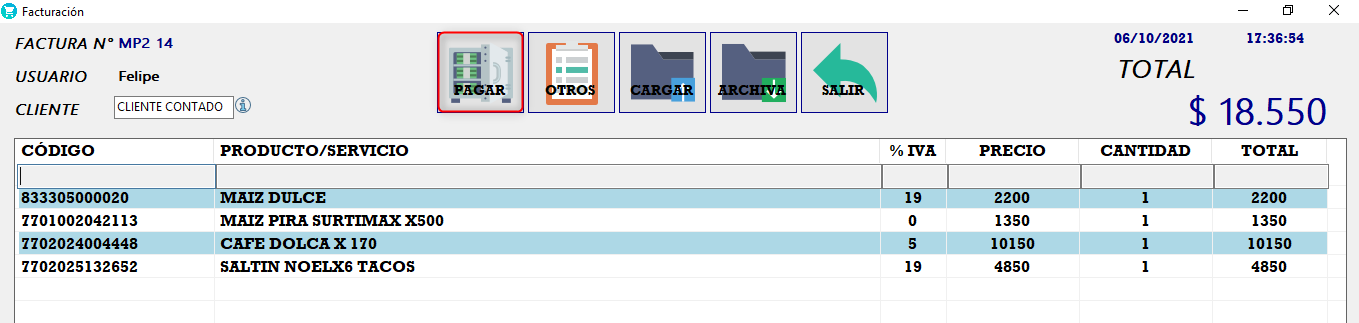 Facturación
FACTURA Nº MP2 14
06/10/2021 17:36:54
USUARIO Felipe
TOTAL
CLIENTE CLIENTE CONTADO
PAGAR OTROS CARGAR ARCHIVA SALIR
$ 18.550
CÓDIGO PRODUCTO/SERVICIO % IVA PRECIO CANTIDAD TOTAL
833305000020 MAIZ DULCE 19 2200 1 2200
7701002042113 MAIZ PIRA SURTIMAX X500 0 1350 1 1350
7702024004448 CAFE DOLCA X 170 5 10150 1 10150
7702025132652 SALTIN NOELX6 TACOS 19 4850 1 4850